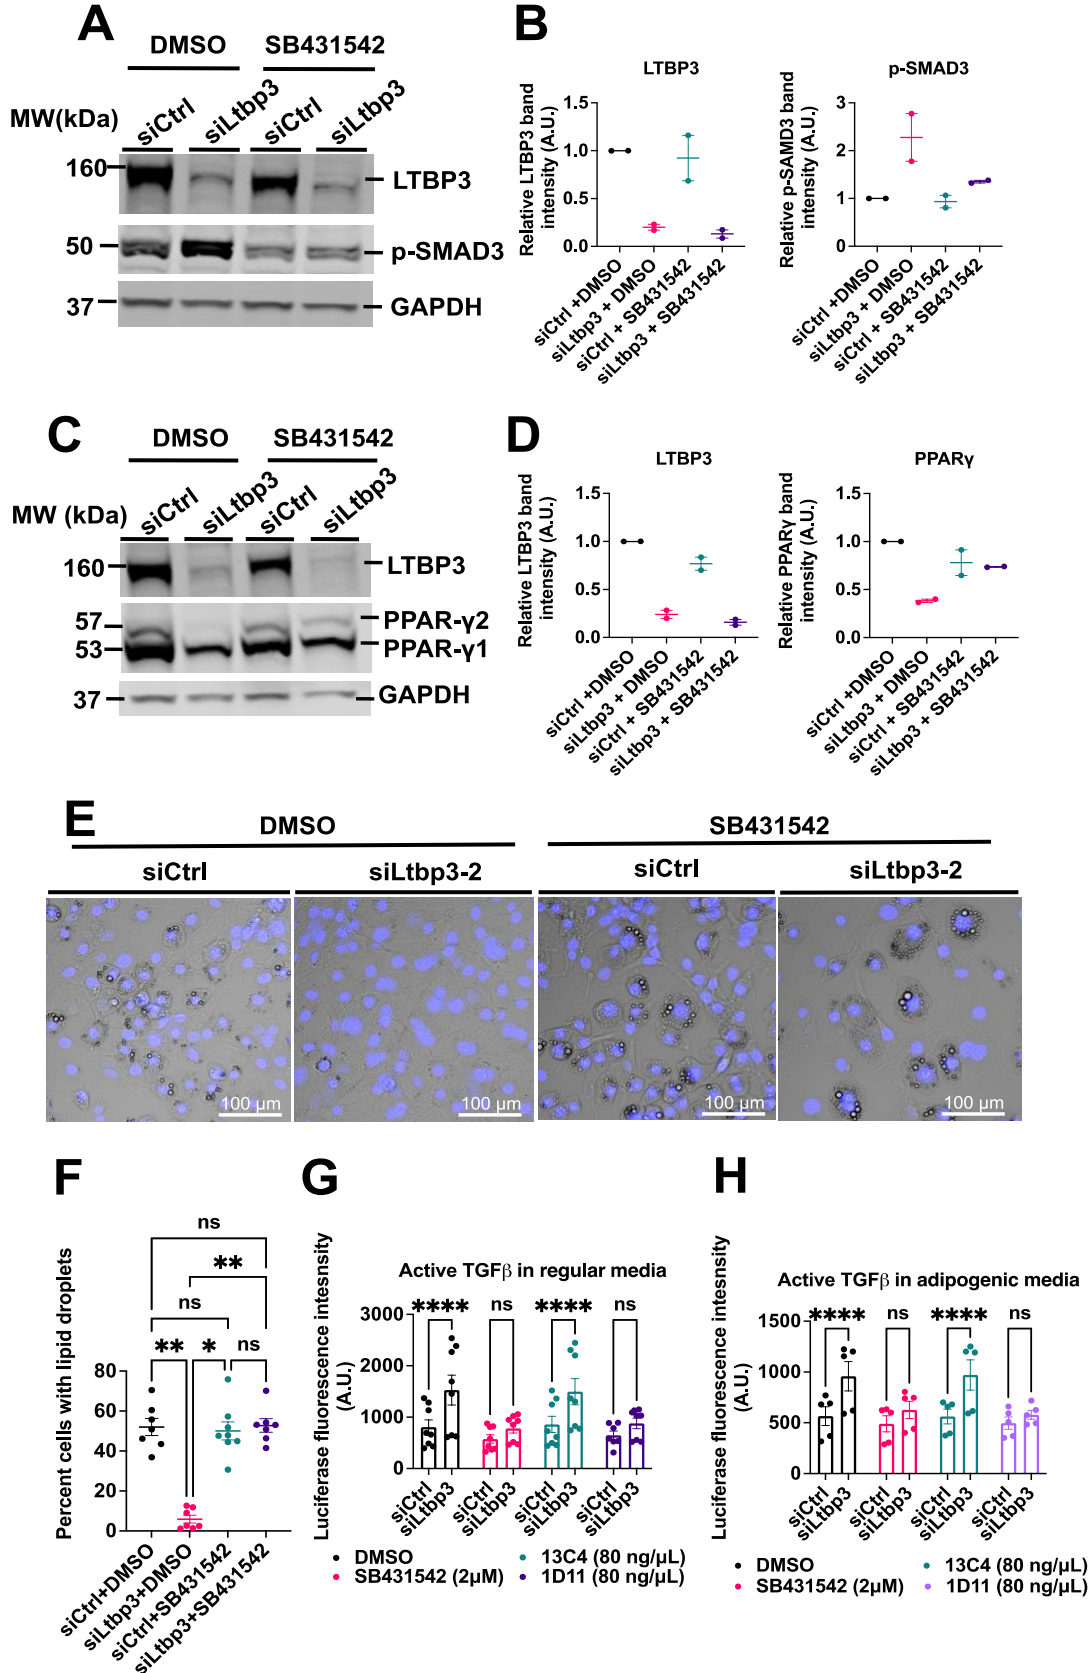 A
DMSO
SB431542
MW(kDa)
siCtrl
siLtbp3
siCtrl
siLtbp3
160
LTBP3
50
p-SMAD3
37
GAPDH
B
LTBP3
Relative LTBP3 band
intensity (A.U.)
1.5
1.0
0.5
0.0
siCtrl +DMSO
siLtbp3 + DMSO
siCtrl + SB431542
siLtbp3 + SB431542
p-SMAD3
Relative p-SAMD3 band
intensity (A.U.)
3
2
1
0
siCtrl +DMSO
siLtbp3 + DMSO
siCtrl + SB431542
siLtbp3 + SB431542
C
DMSO
SB431542
MW (kDa)
siCtrl
siLtbp3
siCtrl
siLtbp3
160
LTBP3
57
PPAR-γ2
53
PPAR-γ1
37
GAPDH
D
LTBP3
Relative LTBP3 band
intensity (A.U.)
1.5
1.0
0.5
0.0
siCtrl +DMSO
siLtbp3 + DMSO
siCtrl + SB431542
siLtbp3 + SB431542
PPARγ
Relative PPARγ band
intensity (A.U.)
1.5
1.0
0.5
0.0
siCtrl +DMSO
siLtbp3 + DMSO
siCtrl + SB431542
siLtbp3 + SB431542
E
DMSO
SB431542
siCtrl
siLtbp3-2
siCtrl
siLtbp3-2
100 µm
100 µm
100 µm
100 µm
F
Percent cells with lipid droplets
ns
**
ns
** * ns
80
60
40
20
0
siCtrl+DMSO
siLtbp3+DMSO
siCtrl+SB431542
siLtbp3+SB431542
G
Active TGFβ in regular media
Luciferase fluorescence intesnsity
(A.U.)
**** ns **** ns
3000
2000
1000
0
siCtrl
siLtbp3
siCtrl
siLtbp3
siCtrl
siLtbp3
siCtrl
siLtbp3
DMSO
SB431542 (2µM)
13C4 (80 ng/µL)
1D11 (80 ng/µL)
H
Active TGFβ in adipogenic media
Luciferase fluorescence intensity
(A.U.)
**** ns **** ns
1500
1000
500
0
siCtrl
siLtbp3
siCtrl
siLtbp3
siCtrl
siLtbp3
siCtrl
siLtbp3
DMSO
SB431542 (2µM)
13C4 (80 ng/µL)
1D11 (80 ng/µL)